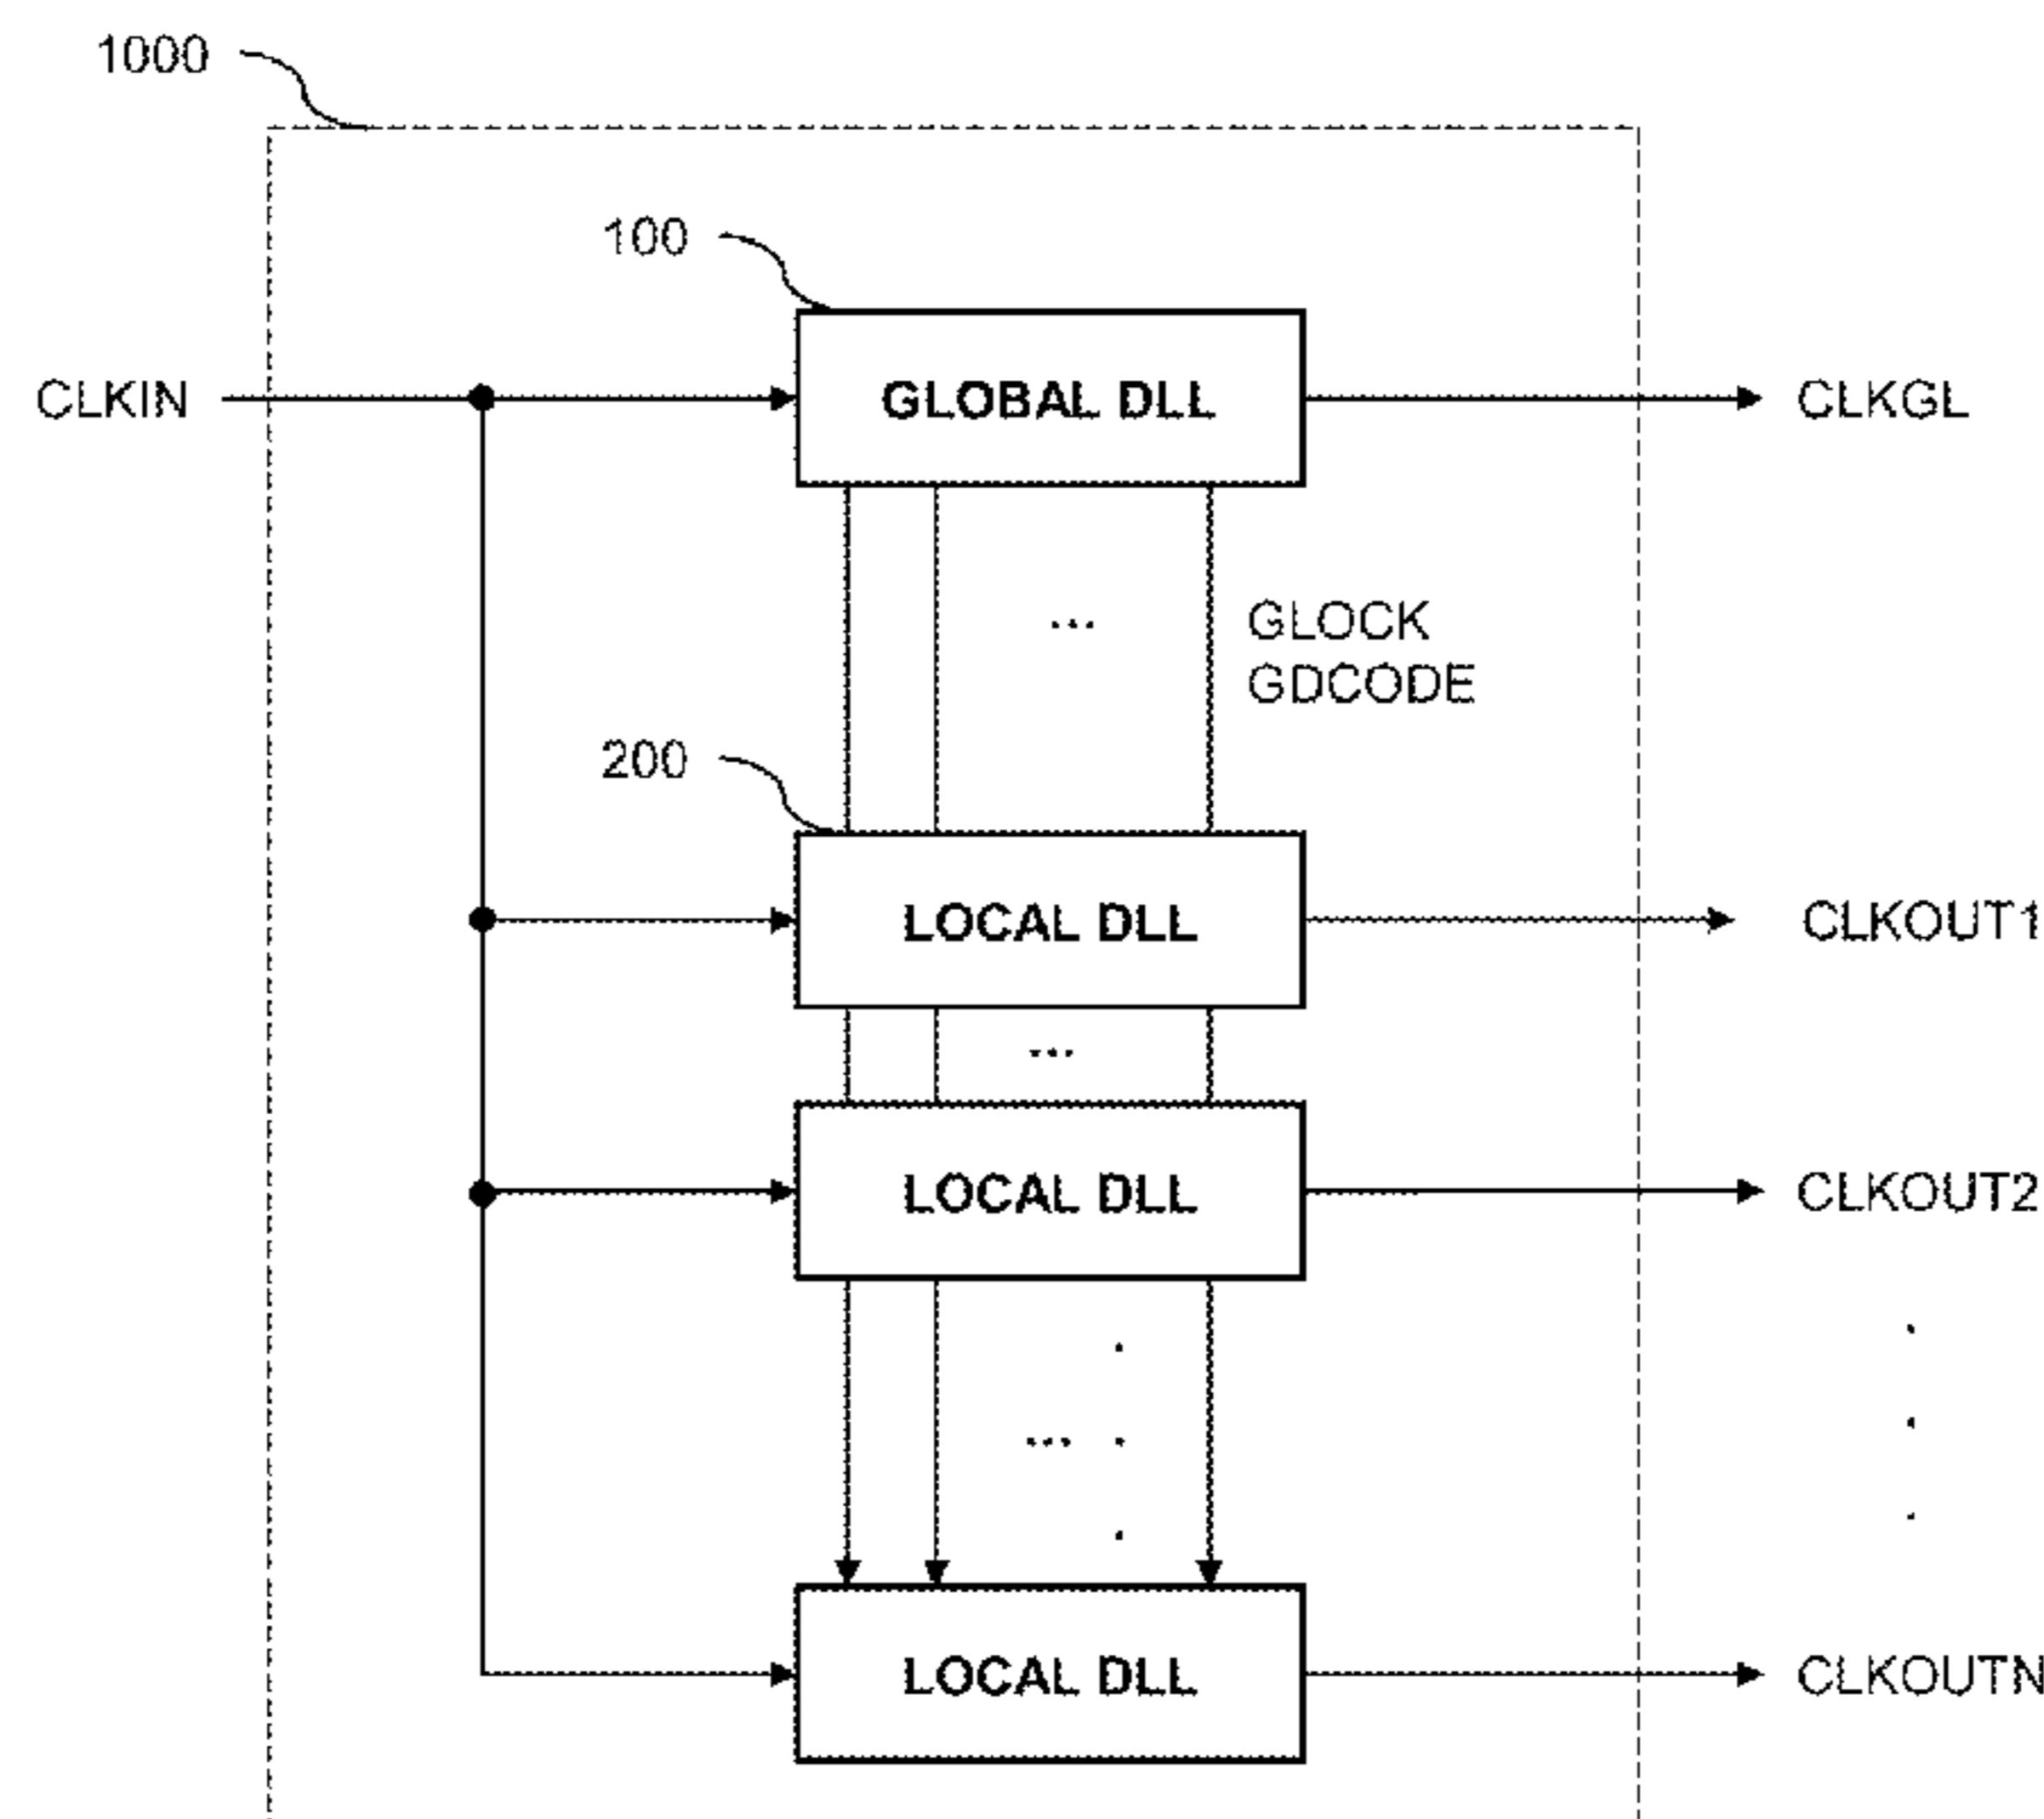 1000
100
CLKIN
GLOBAL DLL
CLKGL
...
GLOCK
GDCODE
200
LOCAL DLL
CLKOUT1
...
LOCAL DLL
CLKOUT2
...
LOCAL DLL
CLKOUTN